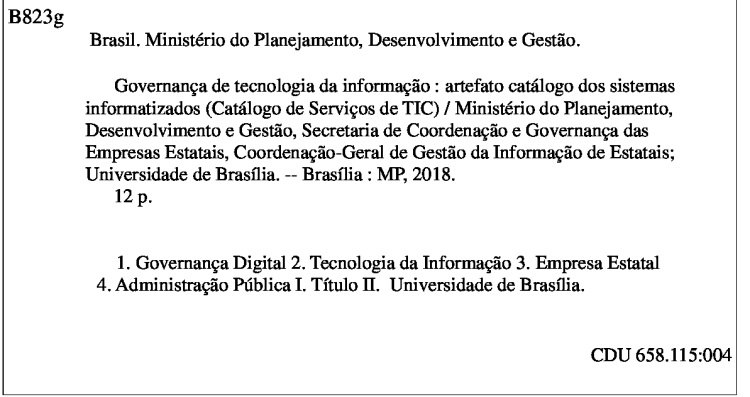 B823g
Brasil. Ministério do Planejamento, Desenvolvimento e Gestão.
Governança de tecnologia da informação : artefato catálogo dos sistemas
informatizados (Catálogo de Serviços de TIC) / Ministério do Planejamento,
Desenvolvimento e Gestão, Secretaria de Coordenação e Governança das
Empresas Estatais, Coordenação-Geral de Gestão da Informação de Estatais;
Universidade de Brasília. -- Brasília : MP, 2018.
12 p.
1. Governança Digital 2. Tecnologia da Informação 3. Empresa Estatal
4. Administração Pública I. Título II. Universidade de Brasília.
CDU 658.115:004